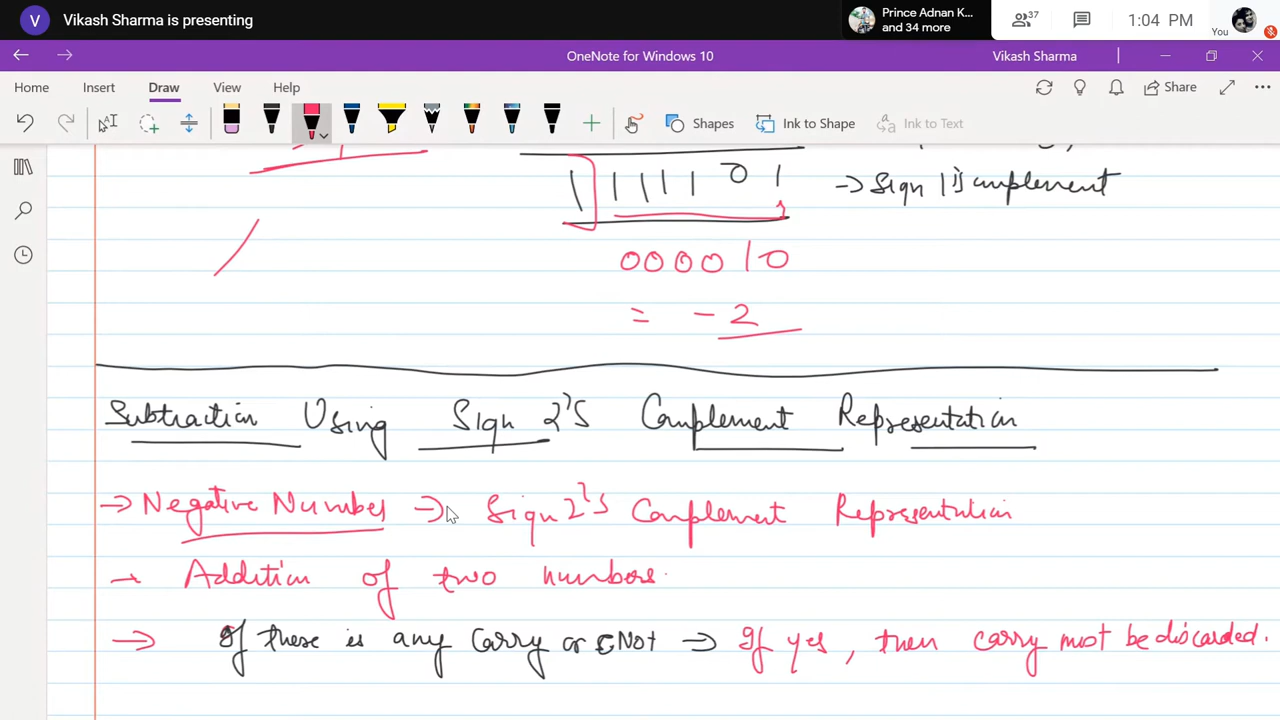 V Vikash Sharma is presenting
Prince Adnan K...
and 34 more
37
1:04 PM
You
OneNote for Windows 10
Vikash Sharma
Home Insert Draw View Help
Share
Shapes
Ink to Shape
Ink to Text
1 1 1 1 1 0 1
→ Sign 1's complement
0 0 0 0 1 0
= - 2
Subtraction Using Sign 2's Complement Representation
→ Negative Number → Sign 2's Complement Representation
→ Addition of two numbers.
→ If there is any Carry or Not → If yes, then carry must be discarded.